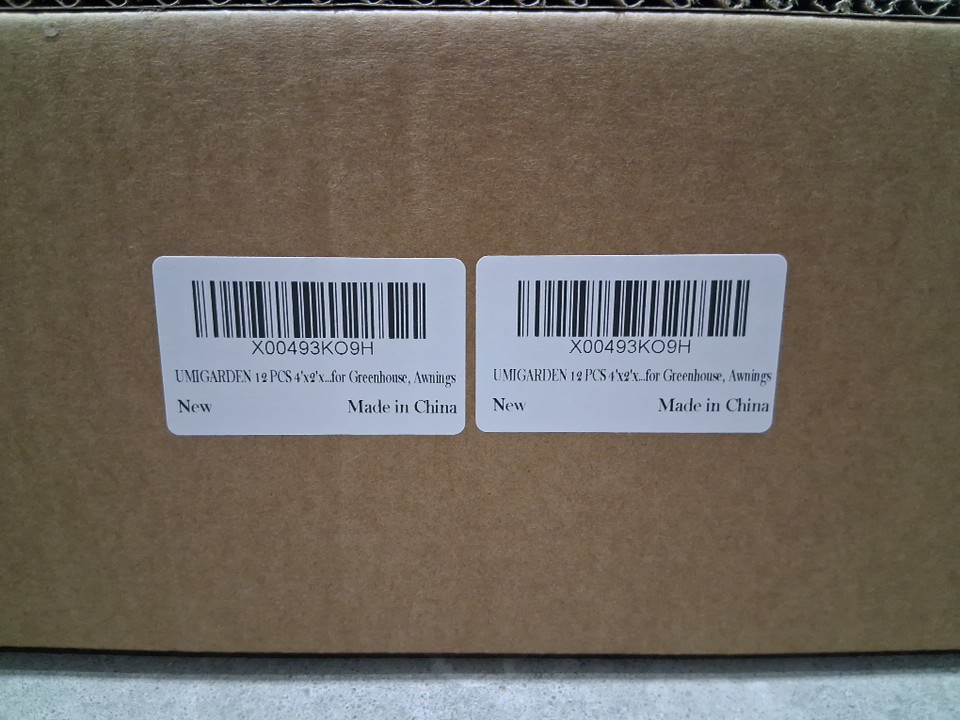 X00493KO9H
UMIGARDEN 12 PCS 4'x2'x...for Greenhouse, Awnings
New Made in China
X00493KO9H
UMIGARDEN 12 PCS 4'x2'x...for Greenhouse, Awnings
New Made in China